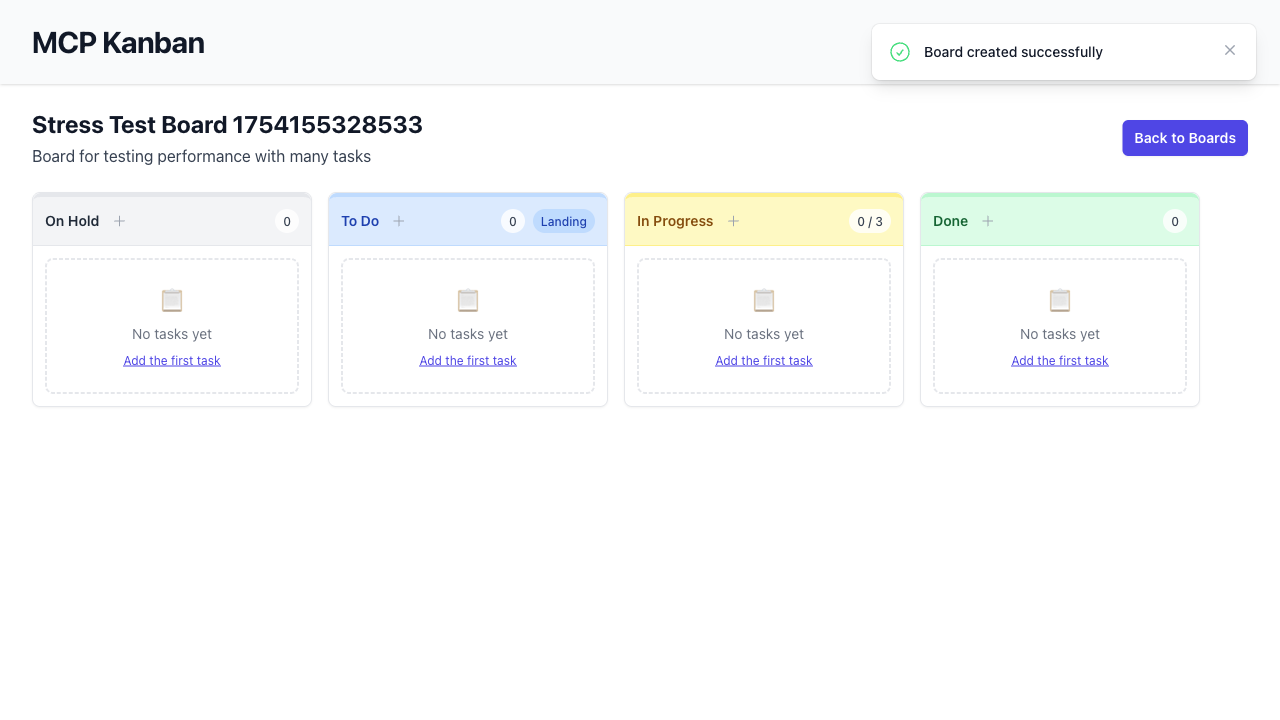 MCP Kanban
Board created successfully
Stress Test Board 1754155328533
Board for testing performance with many tasks
Back to Boards
On Hold
0
To Do
0
Landing
In Progress
0 / 3
Done
0
No tasks yet
Add the first task
No tasks yet
Add the first task
No tasks yet
Add the first task
No tasks yet
Add the first task